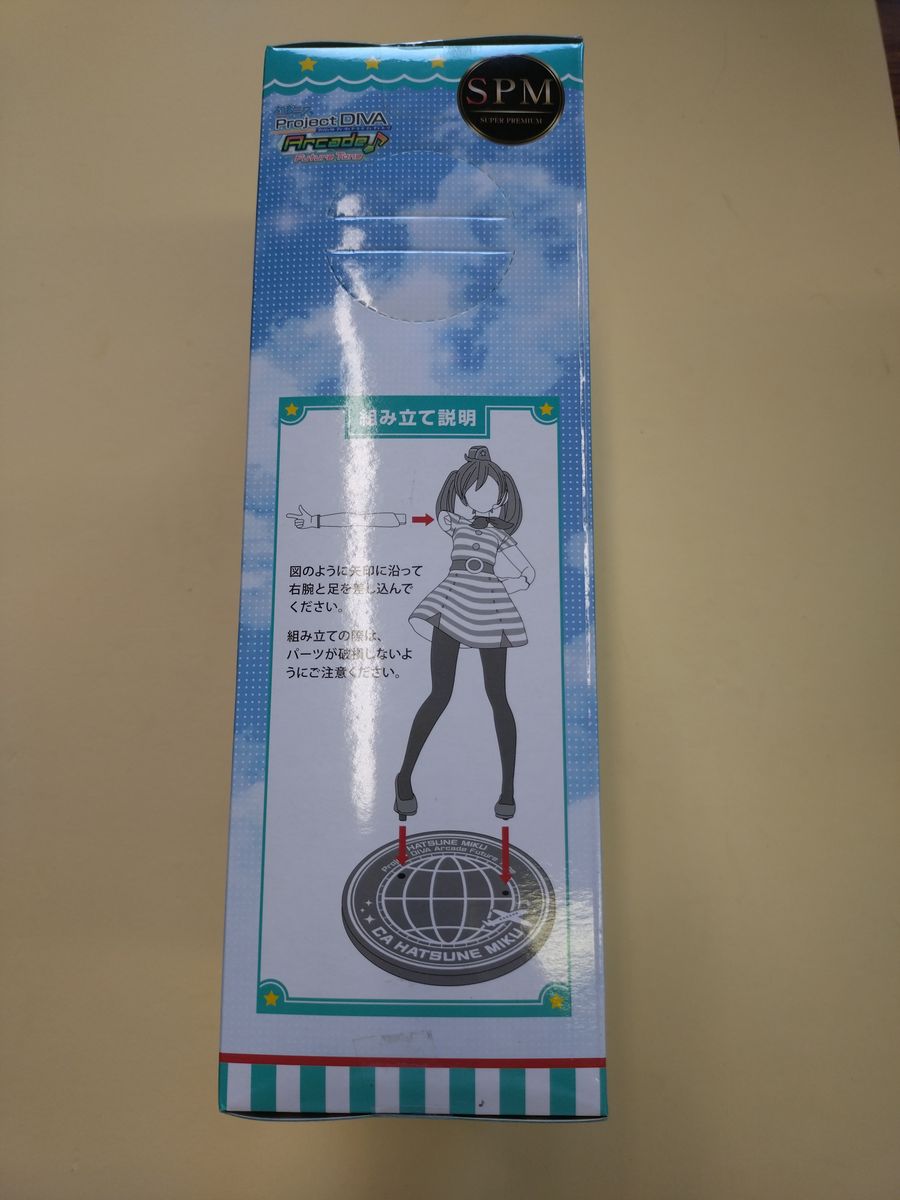 SPM
SUPER PREMIUM
Project DIVA
Arcade
Future Tone
組み立て説明
図のように矢印に沿って
右腕と足を差し込んで
ください。
組み立ての際は、
パーツが破損しないよ
うにご注意ください。
CA HATSUNE MIKU
Project DIVA Arcade Future
CA HATSUNE MIKU